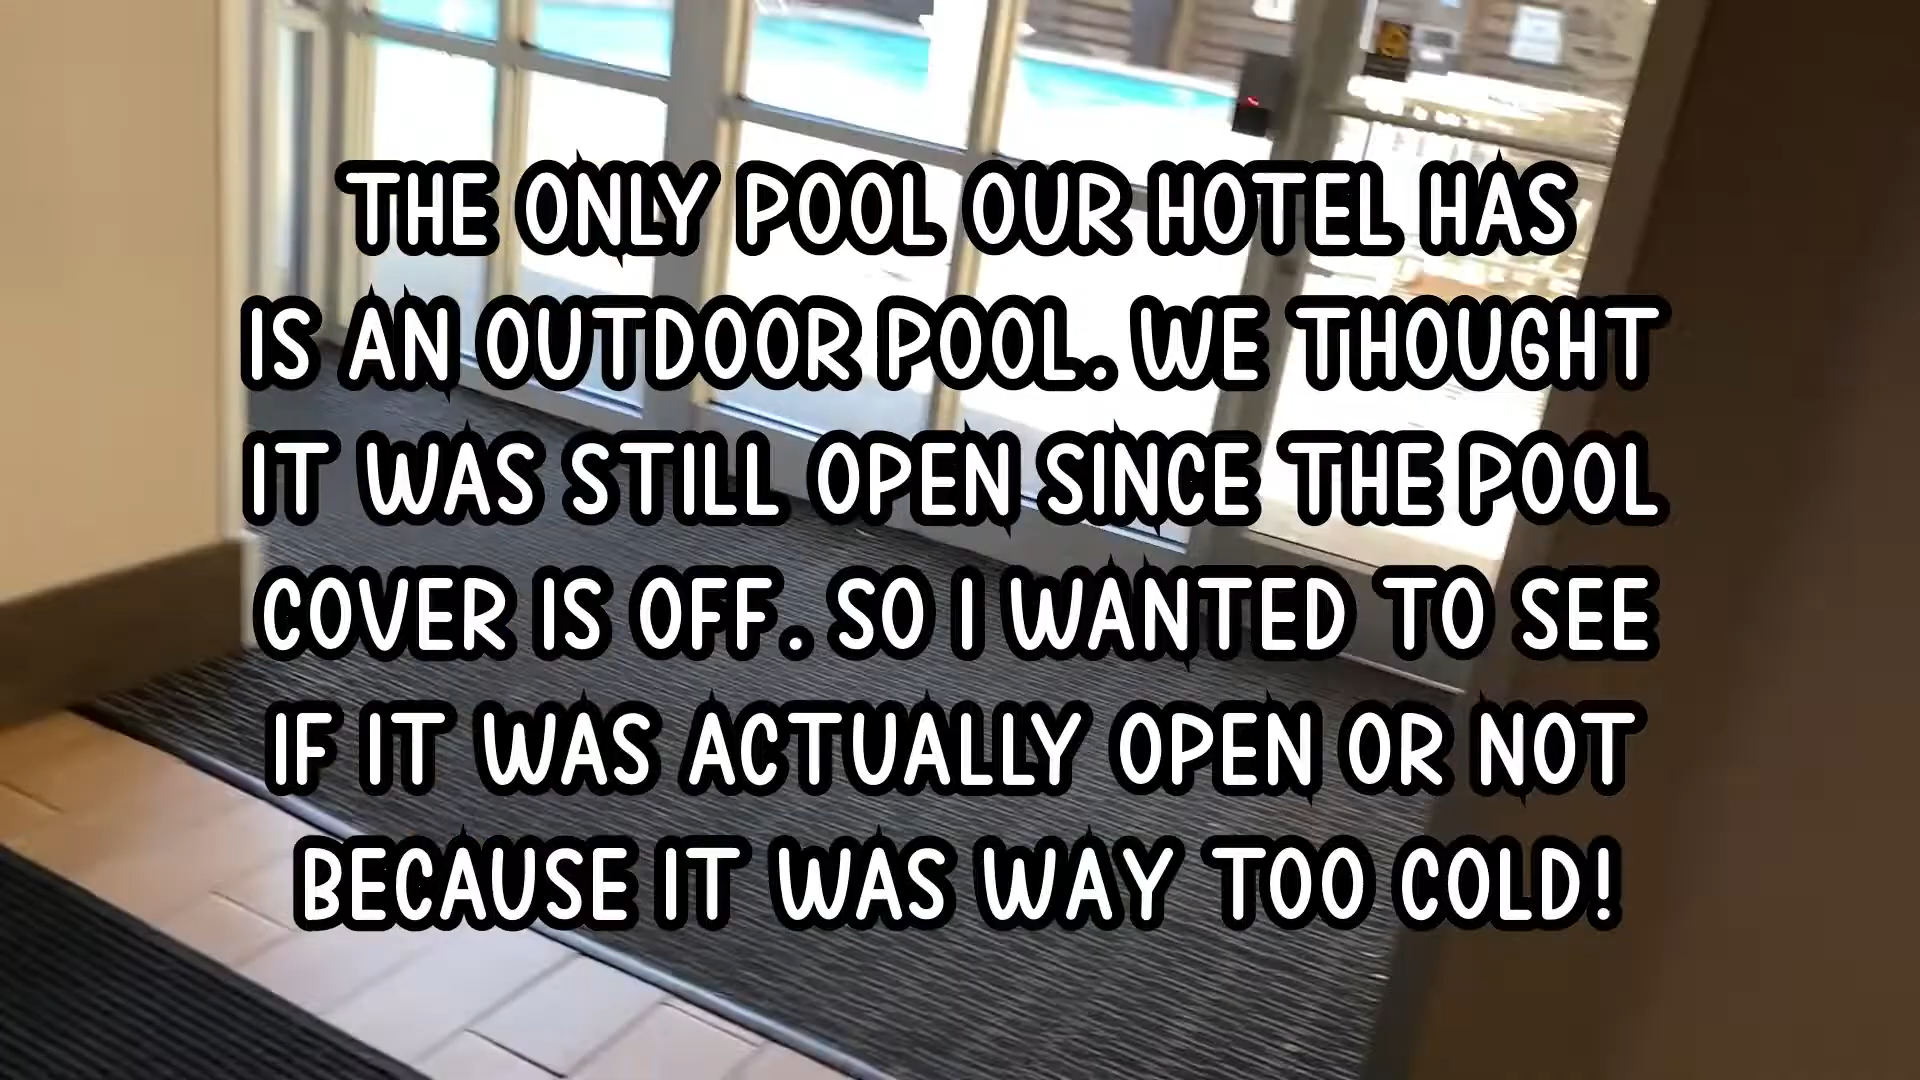 THE ONLY POOL OUR HOTEL HAS
IS AN OUTDOOR POOL. WE THOUGHT
IT WAS STILL OPEN SINCE THE POOL
COVER IS OFF. SO I WANTED TO SEE
IF IT WAS ACTUALLY OPEN OR NOT
BECAUSE IT WAS WAY TOO COLD!